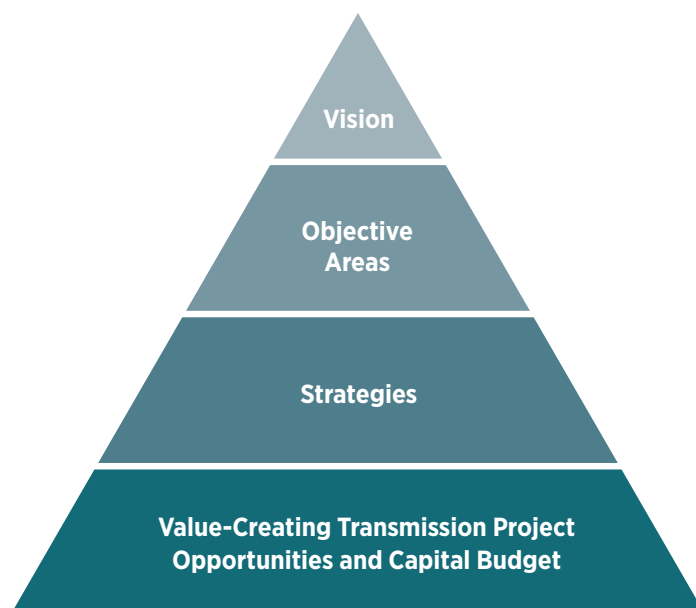 Vision
Objective
Areas
Strategies
Value-Creating Transmission Project
Opportunities and Capital Budget